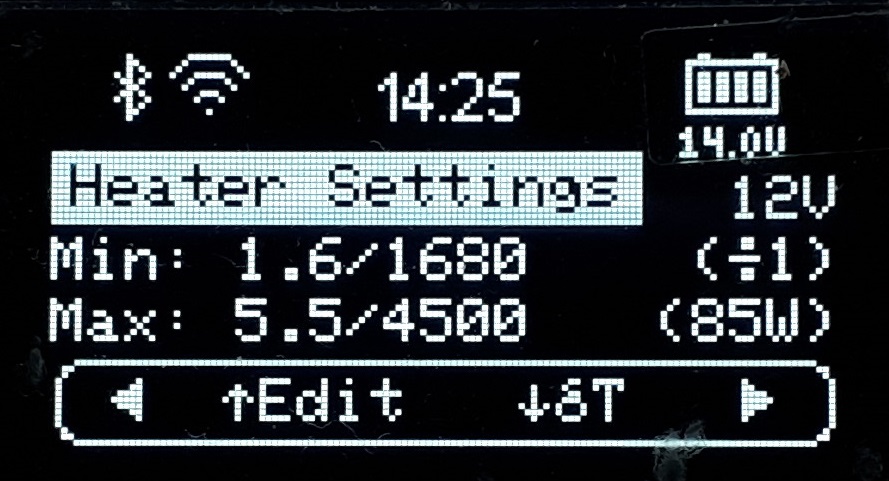 14:25
14.0V
Heater Settings 12V
Min: 1.6/1680 (÷1)
Max: 5.5/4500 (85W)
◀ ↑Edit ↓δT ▶